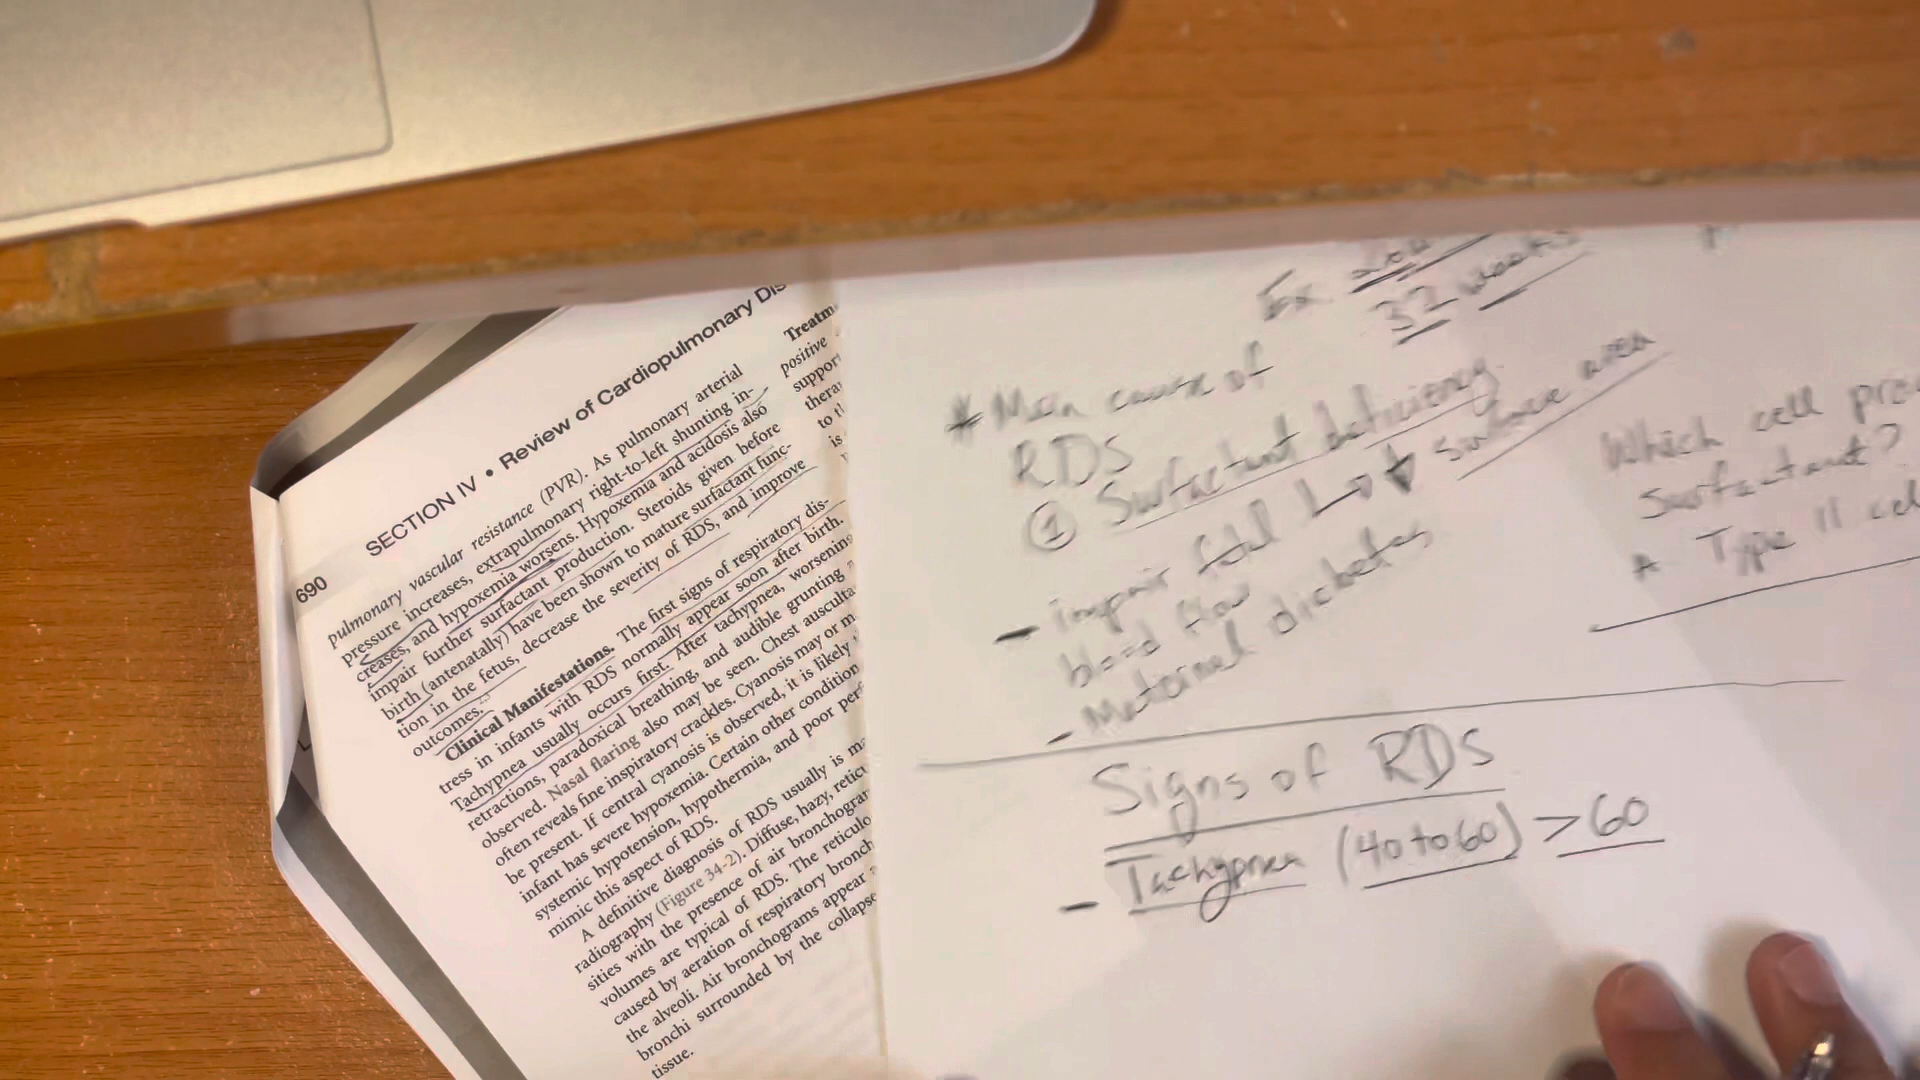 690
SECTION IV • Review of Cardiopulmonary Dis
pulmonary vascular resistance (PVR). As pulmonary arterial
pressure increases, extrapulmonary right-to-left shunting in-
creases, and hypoxemia worsens. Hypoxemia and acidosis also
impair further surfactant production. Steroids given before
birth (antenatally) have been shown to mature surfactant func-
tion in the fetus, decrease the severity of RDS, and improve
outcomes.
Clinical Manifestations. The first signs of respiratory dis-
tress in infants with RDS normally appear soon after birth.
Tachypnea usually occurs first. After tachypnea, worsening
retractions, paradoxical breathing, and audible grunting
observed. Nasal flaring also may be seen. Chest ausculta
often reveals fine inspiratory crackles. Cyanosis may or m
be present. If central cyanosis is observed, it is likely
infant has severe hypoxemia. Certain other condition
systemic hypotension, hypothermia, and poor perf
mimic this aspect of RDS.
A definitive diagnosis of RDS usually is ma
radiography (Figure 34-2). Diffuse, hazy, reticu
sities with the presence of air bronchogram
volumes are typical of RDS. The reticulo
caused by aeration of respiratory bronch
the alveoli. Air bronchograms appear
bronchi surrounded by the collapse
tissue.
Treatm
positive
suppor
thera
to t
is
Ex
32 weeks
* Main cause of
RDS
① Surfactant deficiency.
↳ ↓ Surface area
- impair fetal
blood flow
- Maternal diabetes
Which cell pro
Surfactant?
* Type II cel
Signs of RDS
- Tachypnea (40 to 60) > 60